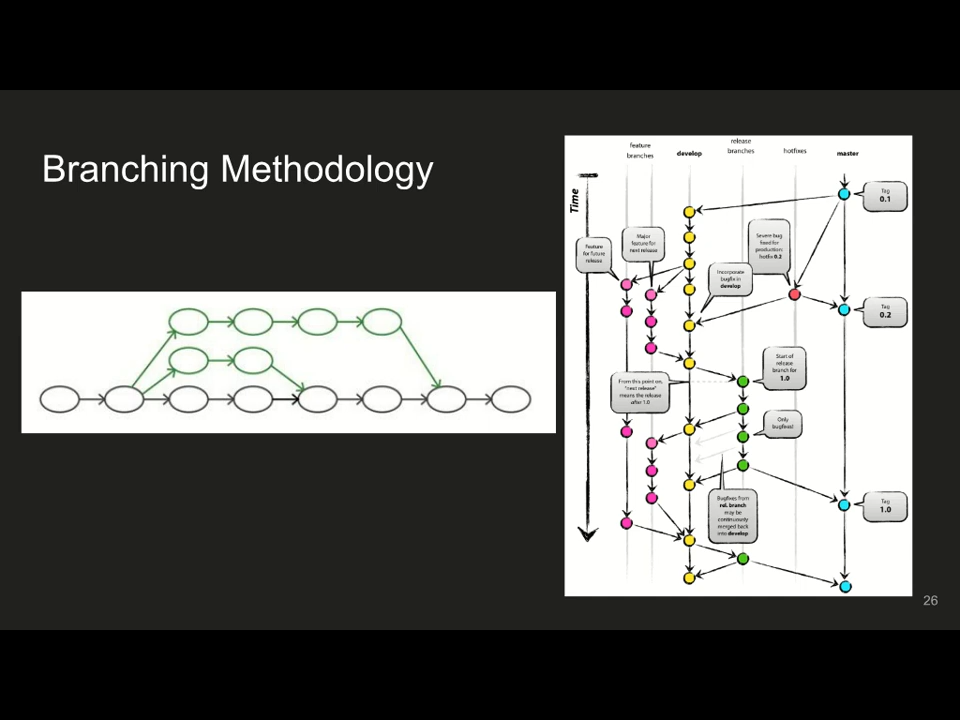 Branching Methodology
feature
branches
develop
release
branches
hotfixes
master
Time
Tag
0.1
Feature
for future
release
Major
feature for
next release
Severe bug
fixed for
production:
hotfix 0.2
Incorporate
bugfix in
develop
Tag
0.2
Start of
release
branch for
1.0
From this point on,
"next release"
means the release
after 1.0
Only
bugfixes!
Bugfixes from
rel. branch
may be
continuously
merged back
into develop
Tag
1.0
26